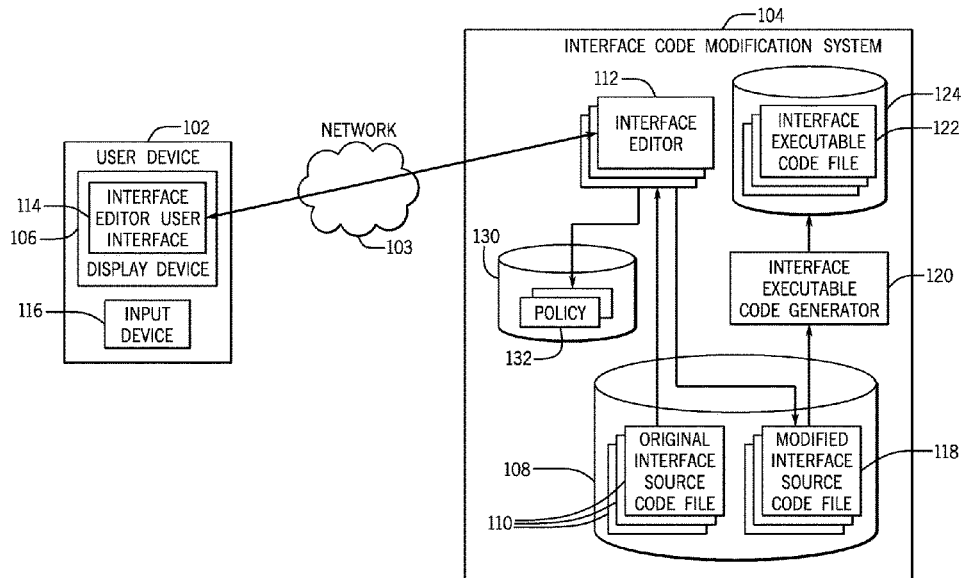 104
INTERFACE CODE MODIFICATION SYSTEM
112
INTERFACE
EDITOR
INTERFACE
EXECUTABLE
CODE FILE
124
122
102
USER DEVICE
INTERFACE
EDITOR USER
INTERFACE
114
106
DISPLAY DEVICE
116
INPUT
DEVICE
NETWORK
103
130
POLICY
132
INTERFACE
EXECUTABLE
CODE GENERATOR
120
108
ORIGINAL
INTERFACE
SOURCE
CODE FILE
110
MODIFIED
INTERFACE
SOURCE
CODE FILE
118